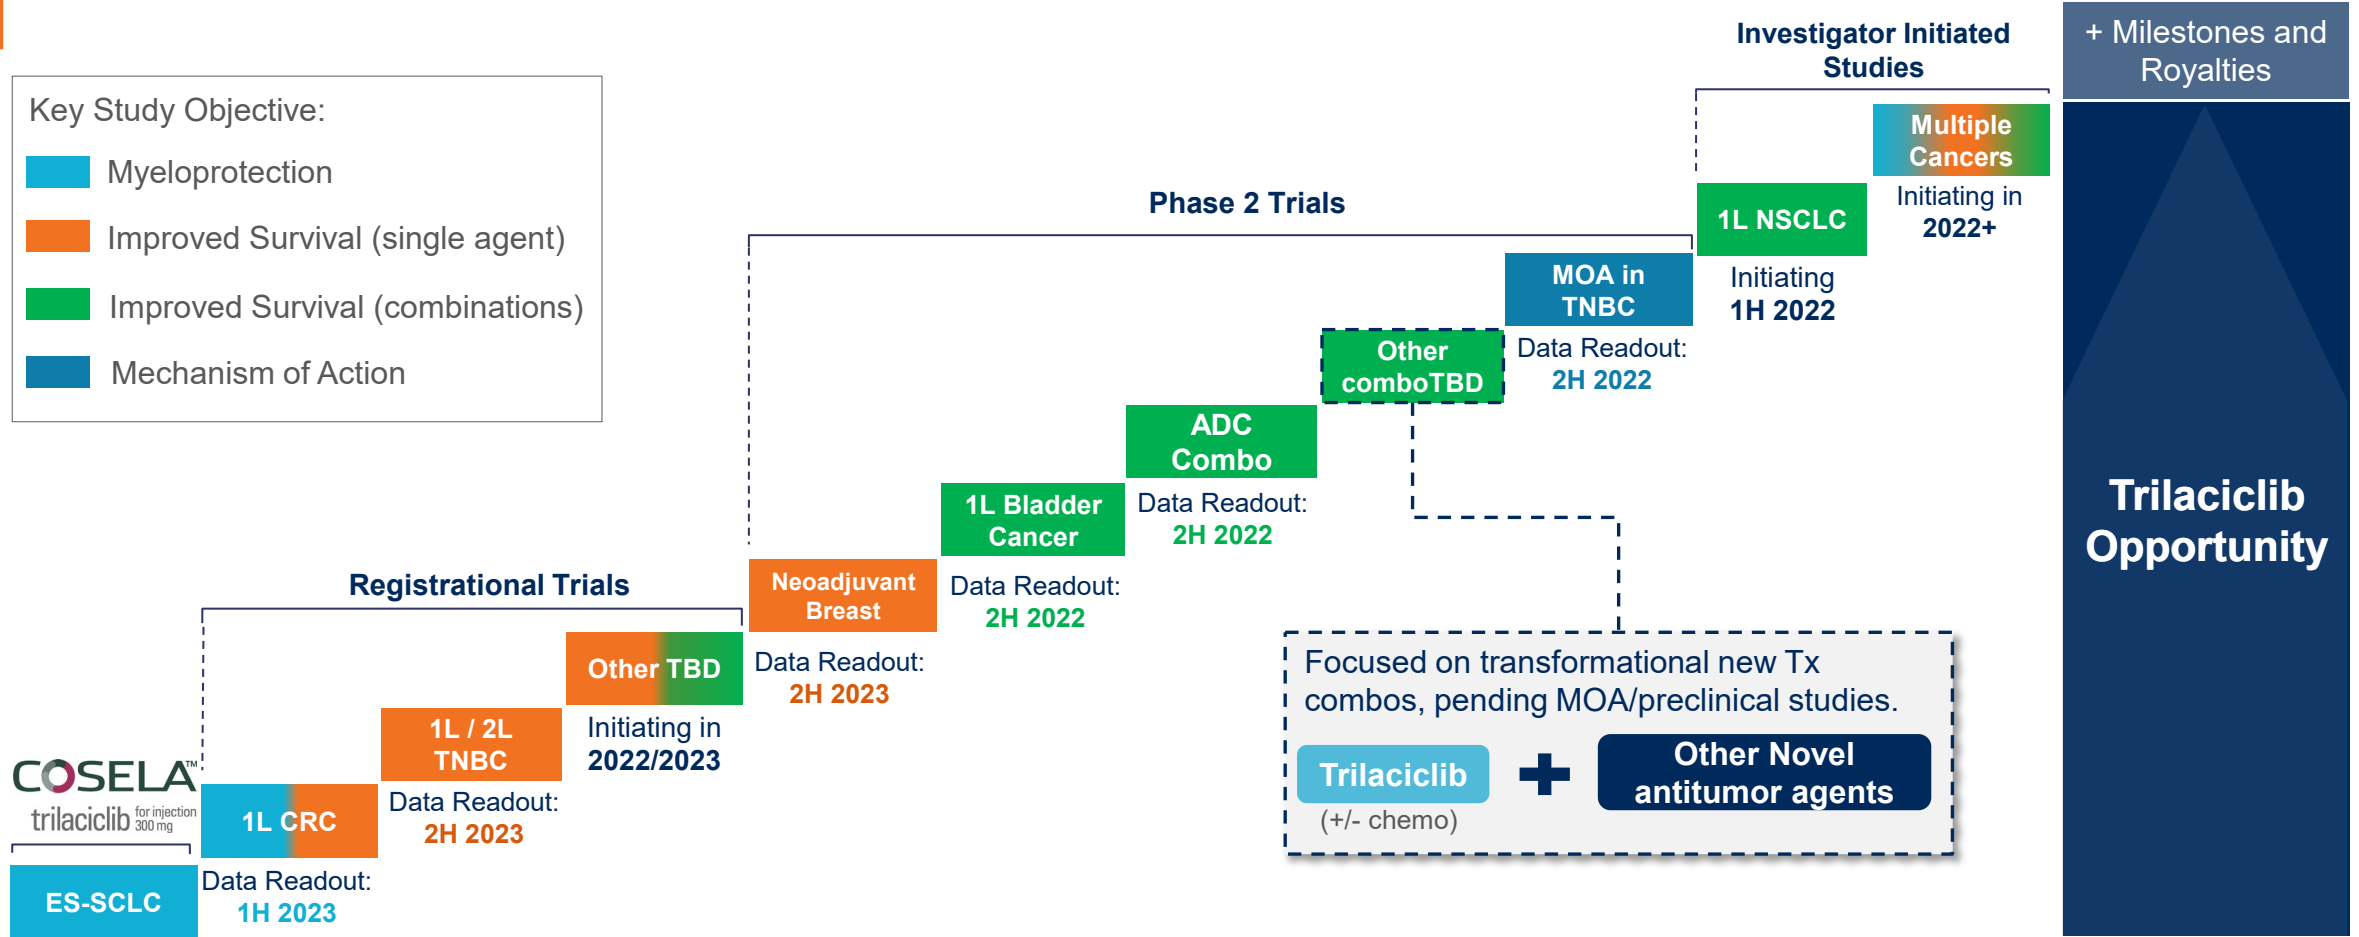 Key Study Objective:
Myeloprotection
Improved Survival (single agent)
Improved Survival (combinations)
Mechanism of Action
COSELA™
trilaciclib for injection 300 mg
ES-SCLC
Registrational Trials
1L CRC
Data Readout:
1H 2023
1L / 2L
TNBC
Data Readout:
2H 2023
Other TBD
Initiating in
2022/2023
Phase 2 Trials
Neoadjuvant
Breast
Data Readout:
2H 2023
1L Bladder
Cancer
Data Readout:
2H 2022
ADC
Combo
Data Readout:
2H 2022
Other
comboTBD
MOA in
TNBC
Data Readout:
2H 2022
Focused on transformational new Tx
combos, pending MOA/preclinical studies.
Trilaciclib
(+/- chemo)
+
Other Novel
antitumor agents
Investigator Initiated
Studies
1L NSCLC
Initiating
1H 2022
Multiple
Cancers
Initiating in
2022+
+ Milestones and
Royalties
Trilaciclib
Opportunity